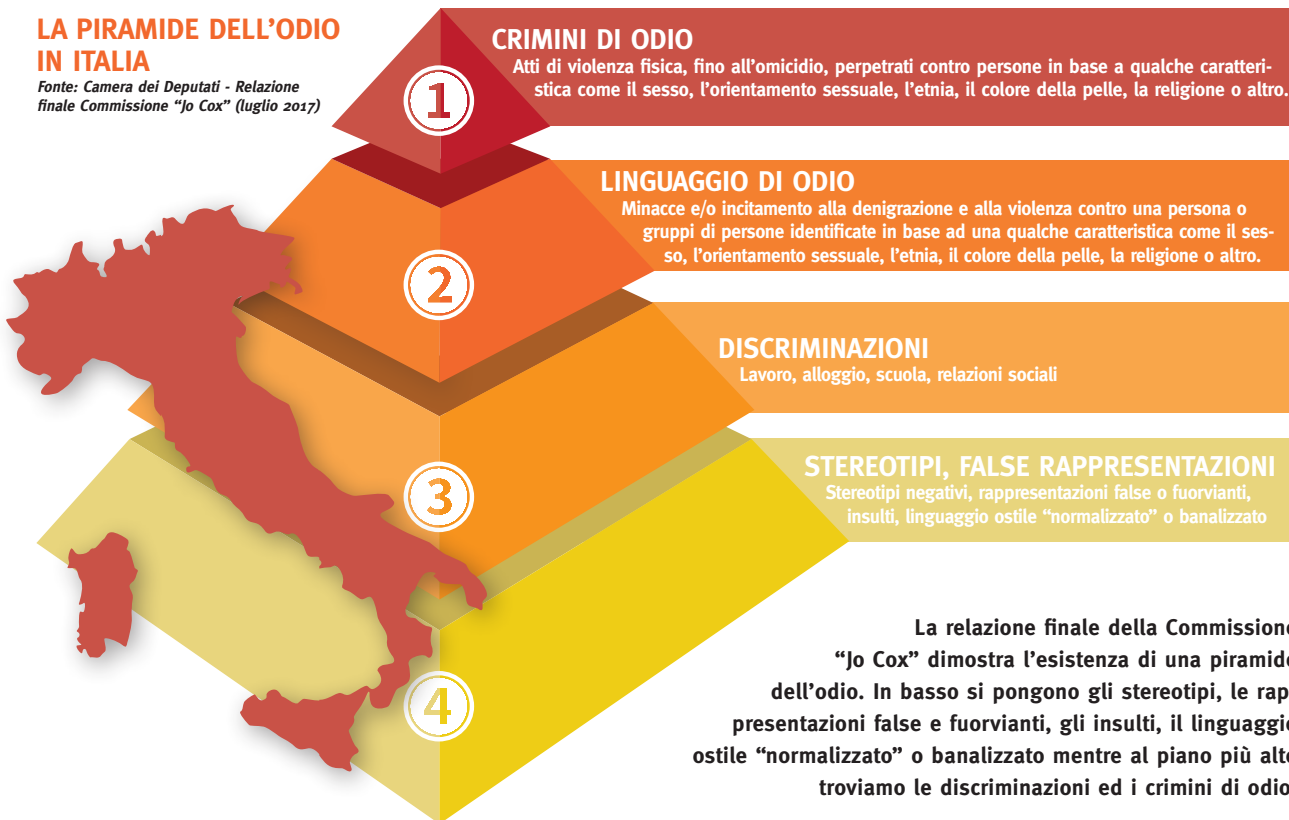 LA PIRAMIDE DELL'ODIO
IN ITALIA
Fonte: Camera dei Deputati - Relazione
finale Commissione “Jo Cox” (luglio 2017)
1
CRIMINI DI ODIO
Atti di violenza fisica, fino all'omicidio, perpetrati contro persone in base a qualche caratteri-
stica come il sesso, l'orientamento sessuale, l'etnia, il colore della pelle, la religione o altro.
2
LINGUAGGIO DI ODIO
Minacce e/o incitamento alla denigrazione e alla violenza contro una persona o
gruppi di persone identificate in base ad una qualche caratteristica come il ses-
so, l'orientamento sessuale, l'etnia, il colore della pelle, la religione o altro.
3
DISCRIMINAZIONI
Lavoro, alloggio, scuola, relazioni sociali
4
STEREOTIPI, FALSE RAPPRESENTAZIONI
Stereotipi negativi, rappresentazioni false o fuorvianti,
insulti, linguaggio ostile “normalizzato” o banalizzato
La relazione finale della Commissione
“Jo Cox” dimostra l'esistenza di una piramide
dell'odio. In basso si pongono gli stereotipi, le rap
presentazioni false e fuorvianti, gli insulti, il linguaggio
ostile “normalizzato” o banalizzato mentre al piano più alto
troviamo le discriminazioni ed i crimini di odio